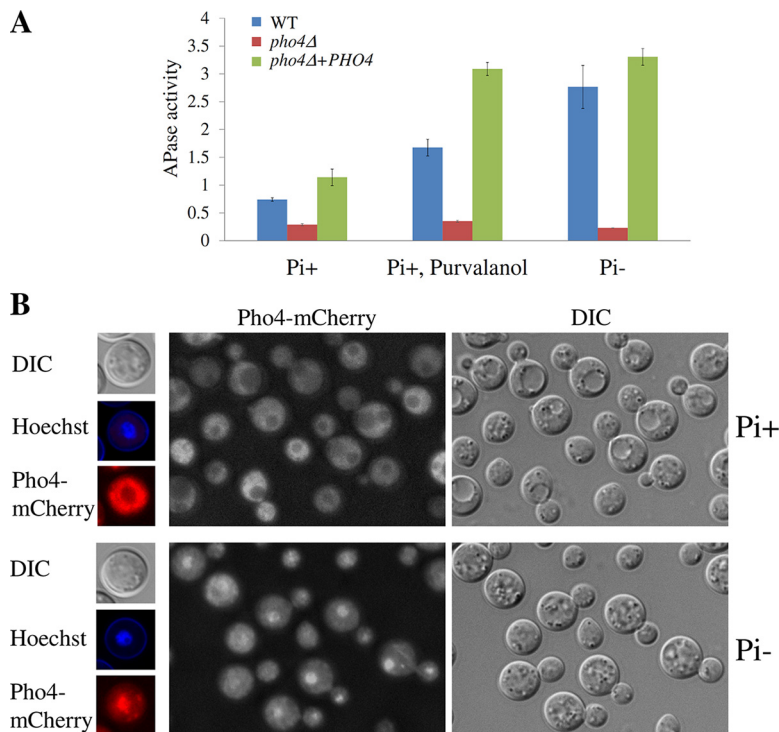 A
WT
pho4Δ
pho4Δ+PHO4
APase activity
4
3.5
3
2.5
2
1.5
1
0.5
0
Pi+
Pi+, Purvalanol
Pi-
B
Pho4-mCherry
DIC
DIC
Hoechst
Pho4-
mCherry
Pi+
DIC
Hoechst
Pho4-
mCherry
Pi-